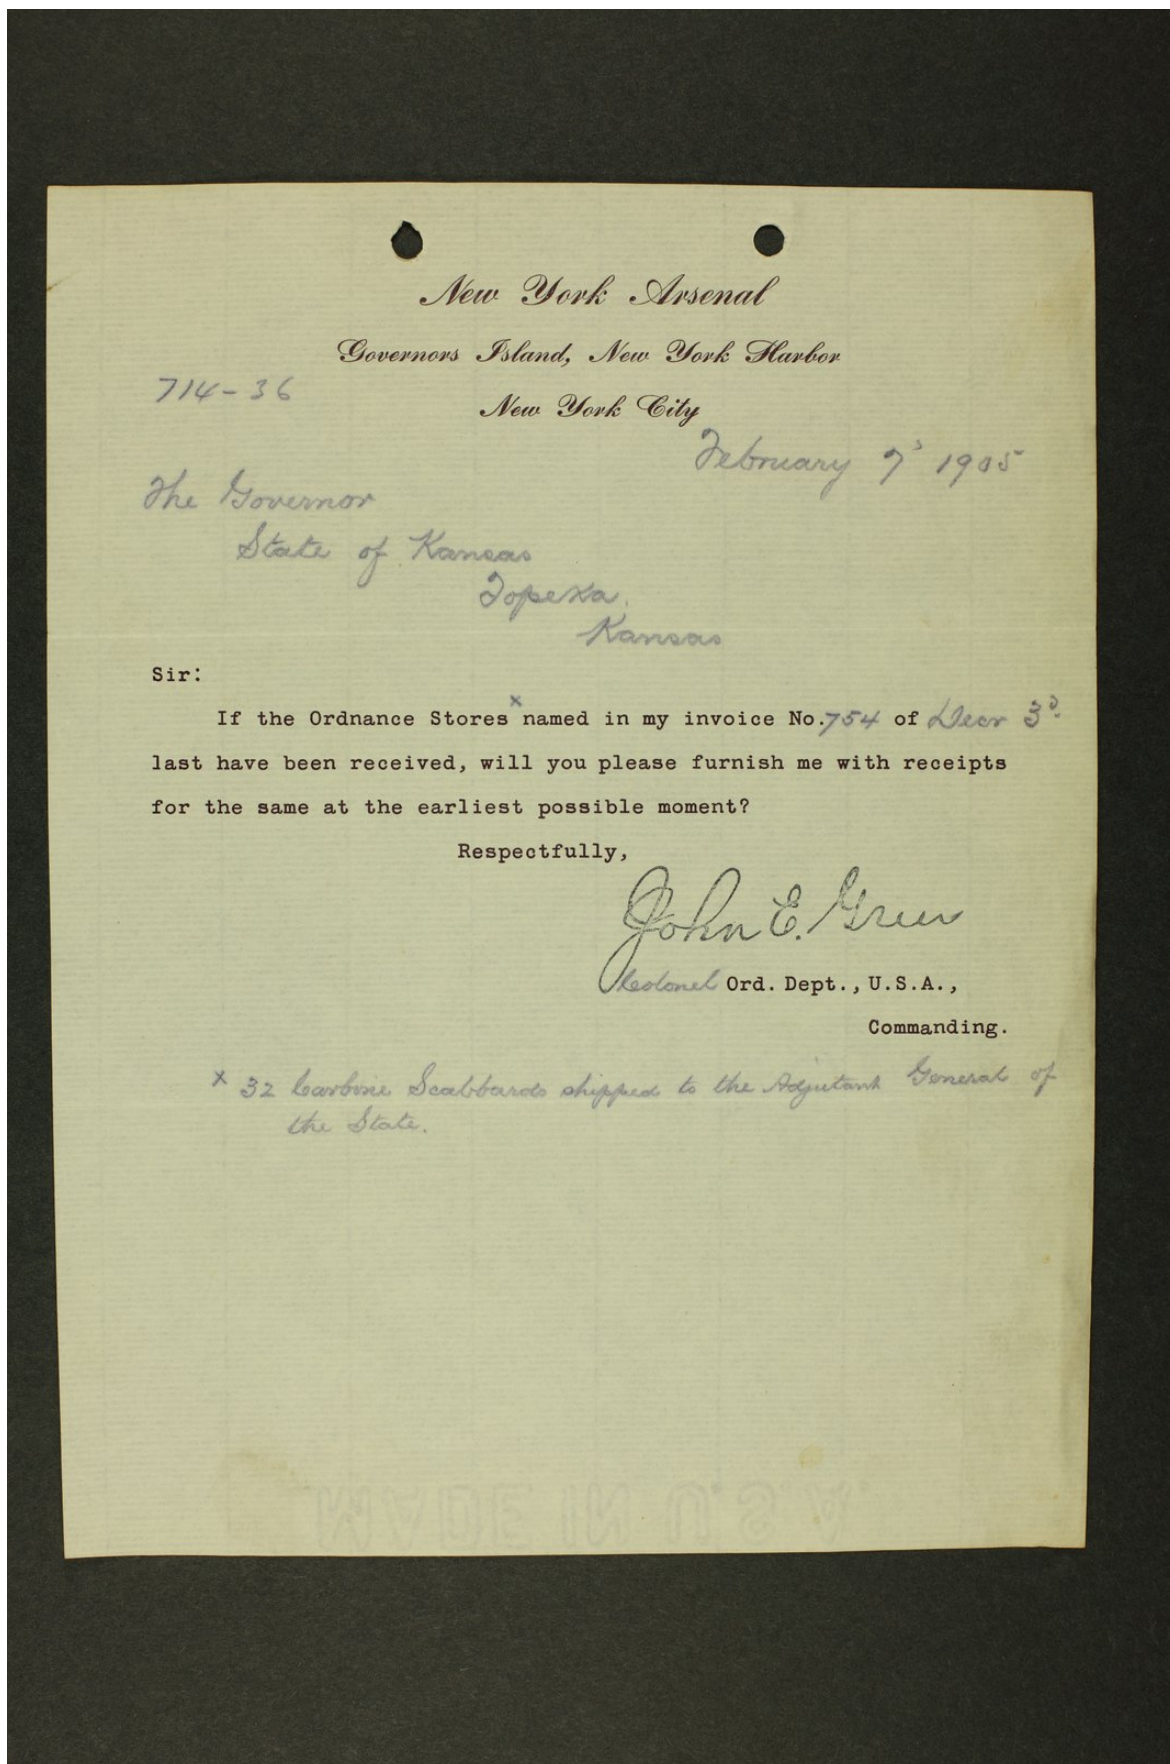 New York Arsenal
Governors Island, New York Harbor
714-36
New York City
February 7' 1905
The Governor
State of Kansas
Topeka.
Kansas
Sir:
If the Ordnance Stores x named in my invoice No. 754 of Decr 3d
last have been received, will you please furnish me with receipts
for the same at the earliest possible moment?
Respectfully,
John E. Greer
Colonel Ord. Dept., U.S.A.,
Commanding.
x 32 Carbine Scabbards shipped to the Adjutant General of
the State.
MADE IN U.S.A.